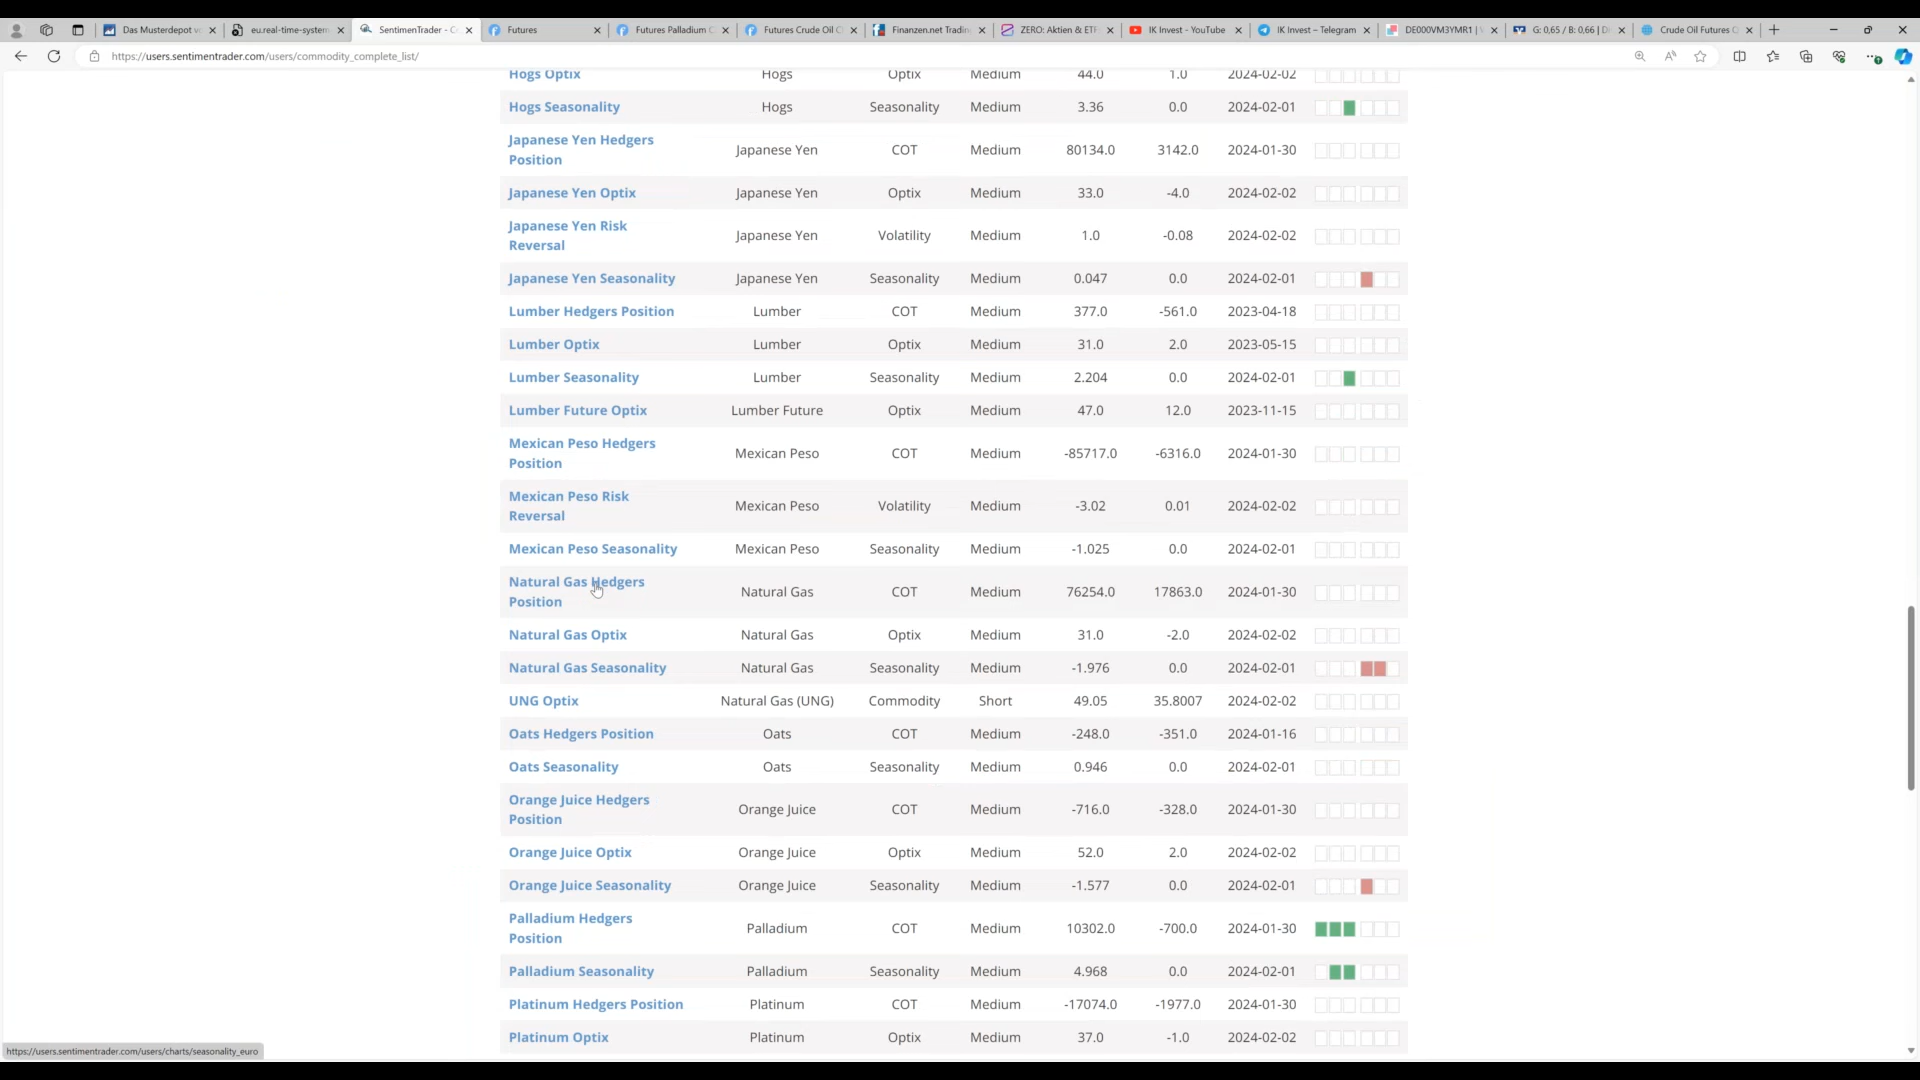 Das Musterdepot v
eu.real-time-system
SentimenTrader - C
Futures
Futures Palladium C
Futures Crude Oil C
Finanzen.net Tradin
ZERO: Aktien & ETF
IK Invest - YouTube
IK Invest – Telegram
DE000VM3YMR1 |
G: 0,65 / B: 0,66 | D
Crude Oil Futures
https://users.sentimentrader.com/users/commodity_complete_list/
Hogs Optix Hogs Optix Medium 44.0 1.0 2024-02-02
Hogs Seasonality Hogs Seasonality Medium 3.36 0.0 2024-02-01
Japanese Yen Hedgers
Position Japanese Yen COT Medium 80134.0 3142.0 2024-01-30
Japanese Yen Optix Japanese Yen Optix Medium 33.0 -4.0 2024-02-02
Japanese Yen Risk
Reversal Japanese Yen Volatility Medium 1.0 -0.08 2024-02-02
Japanese Yen Seasonality Japanese Yen Seasonality Medium 0.047 0.0 2024-02-01
Lumber Hedgers Position Lumber COT Medium 377.0 -561.0 2023-04-18
Lumber Optix Lumber Optix Medium 31.0 2.0 2023-05-15
Lumber Seasonality Lumber Seasonality Medium 2.204 0.0 2024-02-01
Lumber Future Optix Lumber Future Optix Medium 47.0 12.0 2023-11-15
Mexican Peso Hedgers
Position Mexican Peso COT Medium -85717.0 -6316.0 2024-01-30
Mexican Peso Risk
Reversal Mexican Peso Volatility Medium -3.02 0.01 2024-02-02
Mexican Peso Seasonality Mexican Peso Seasonality Medium -1.025 0.0 2024-02-01
Natural Gas Hedgers
Position Natural Gas COT Medium 76254.0 17863.0 2024-01-30
Natural Gas Optix Natural Gas Optix Medium 31.0 -2.0 2024-02-02
Natural Gas Seasonality Natural Gas Seasonality Medium -1.976 0.0 2024-02-01
UNG Optix Natural Gas (UNG) Commodity Short 49.05 35.8007 2024-02-02
Oats Hedgers Position Oats COT Medium -248.0 -351.0 2024-01-16
Oats Seasonality Oats Seasonality Medium 0.946 0.0 2024-02-01
Orange Juice Hedgers
Position Orange Juice COT Medium -716.0 -328.0 2024-01-30
Orange Juice Optix Orange Juice Optix Medium 52.0 2.0 2024-02-02
Orange Juice Seasonality Orange Juice Seasonality Medium -1.577 0.0 2024-02-01
Palladium Hedgers
Position Palladium COT Medium 10302.0 -700.0 2024-01-30
Palladium Seasonality Palladium Seasonality Medium 4.968 0.0 2024-02-01
Platinum Hedgers Position Platinum COT Medium -17074.0 -1977.0 2024-01-30
Platinum Optix Platinum Optix Medium 37.0 -1.0 2024-02-02
https://users.sentimentrader.com/users/charts/seasonality_euro